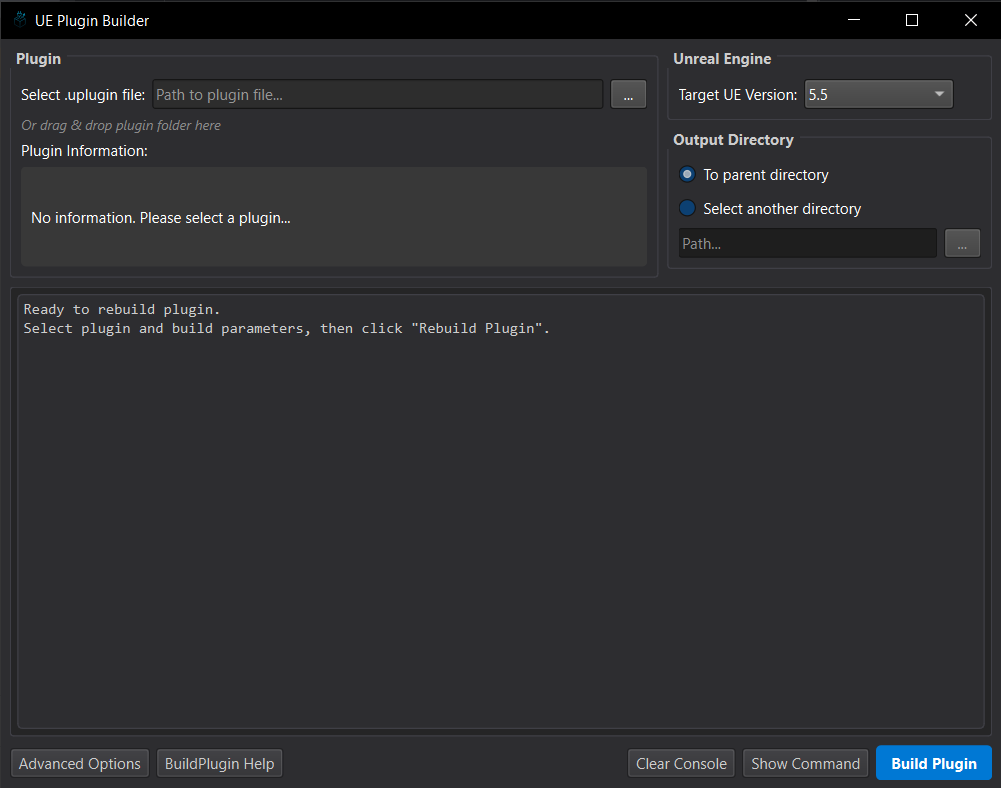 UE Plugin Builder
Plugin
Select .uplugin file: Path to plugin file... ...
Or drag & drop plugin folder here
Plugin Information:
No information. Please select a plugin...
Unreal Engine
Target UE Version: 5.5
Output Directory
To parent directory
Select another directory
Path... ...
Ready to rebuild plugin.
Select plugin and build parameters, then click "Rebuild Plugin".
Advanced Options BuildPlugin Help Clear Console Show Command Build Plugin